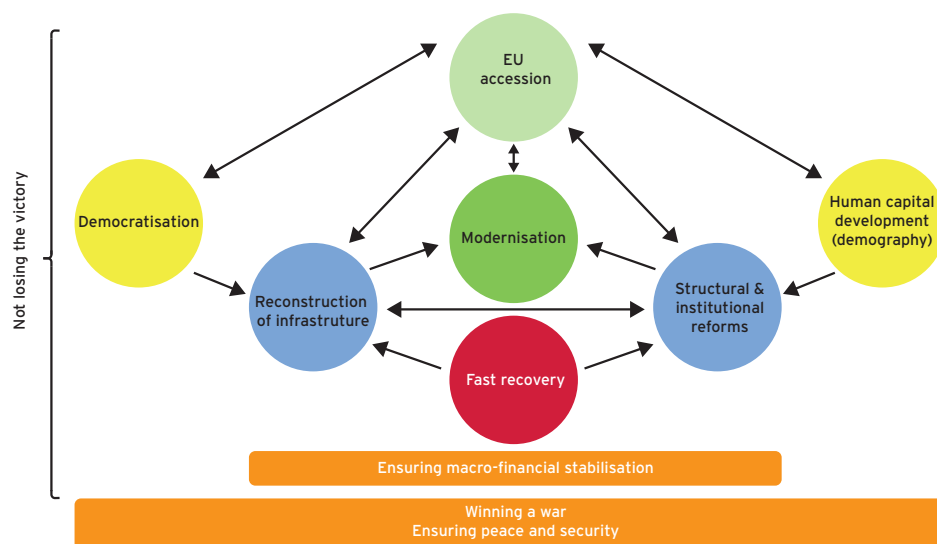 EU
accession
Democratisation
Modernisation
Human capital
development
(demography)
Reconstruction
of infrastruture
Structural &
institutional
reforms
Fast recovery
Not losing the victory
Ensuring macro-financial stabilisation
Winning a war
Ensuring peace and security